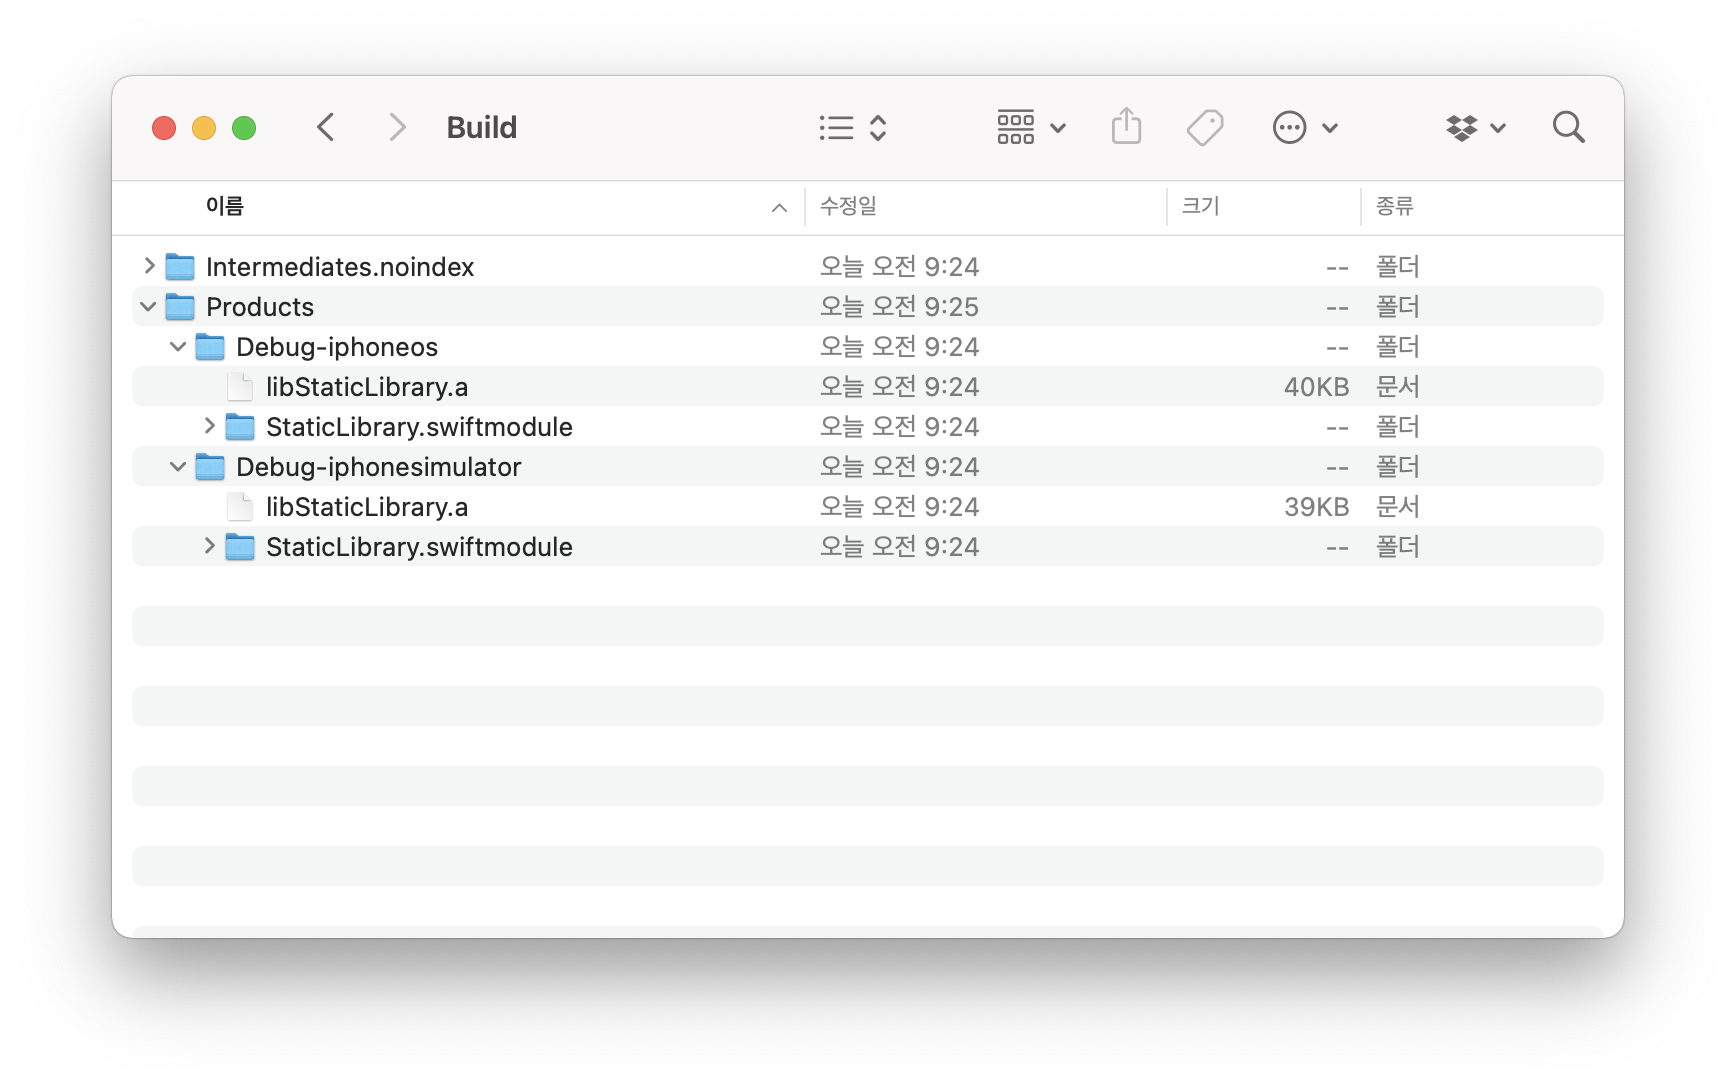 Build
이름 수정일 크기 종류
Intermediates.noindex 오늘 오전 9:24 -- 폴더
Products 오늘 오전 9:25 -- 폴더
Debug-iphoneos 오늘 오전 9:24 -- 폴더
libStaticLibrary.a 오늘 오전 9:24 40KB 문서
StaticLibrary.swiftmodule 오늘 오전 9:24 -- 폴더
Debug-iphonesimulator 오늘 오전 9:24 -- 폴더
libStaticLibrary.a 오늘 오전 9:24 39KB 문서
StaticLibrary.swiftmodule 오늘 오전 9:24 -- 폴더